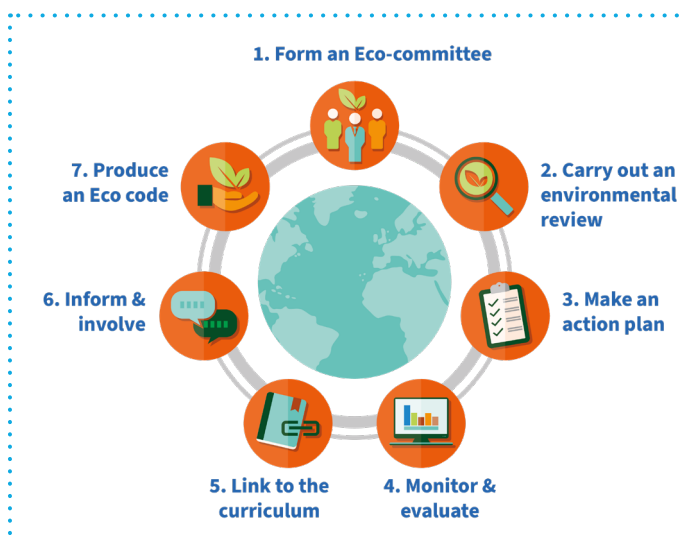 1. Form an Eco-committee
2. Carry out an
environmental
review
3. Make an
action plan
4. Monitor &
evaluate
5. Link to the
curriculum
6. Inform &
involve
7. Produce
an Eco code